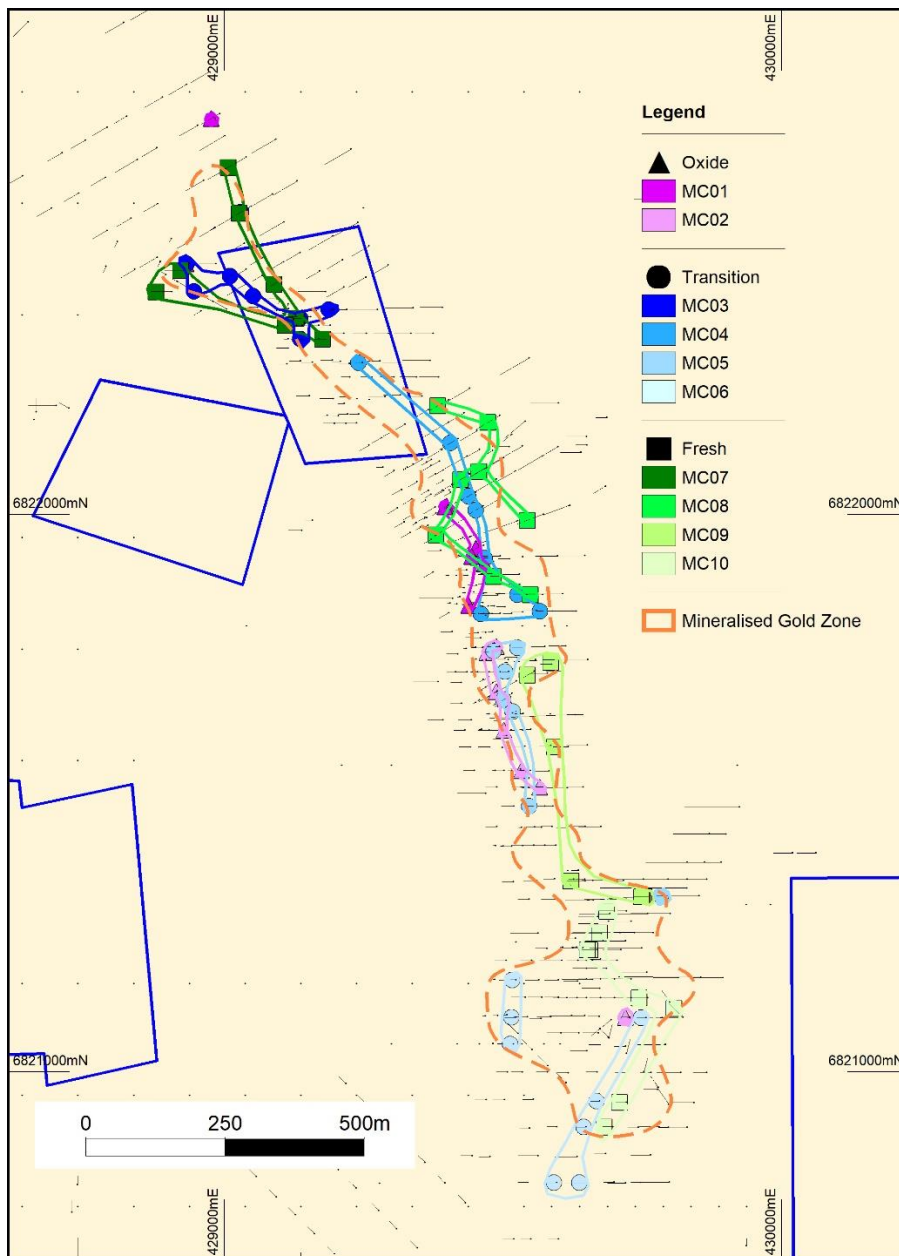 429000mE
430000mE
Legend
Oxide
MC01
MC02
Transition
MC03
MC04
MC05
MC06
Fresh
MC07
MC08
MC09
MC10
Mineralised Gold Zone
6822000mN
6822000mN
6821000mN
6821000mN
0 250 500m
429000mE
430000mE